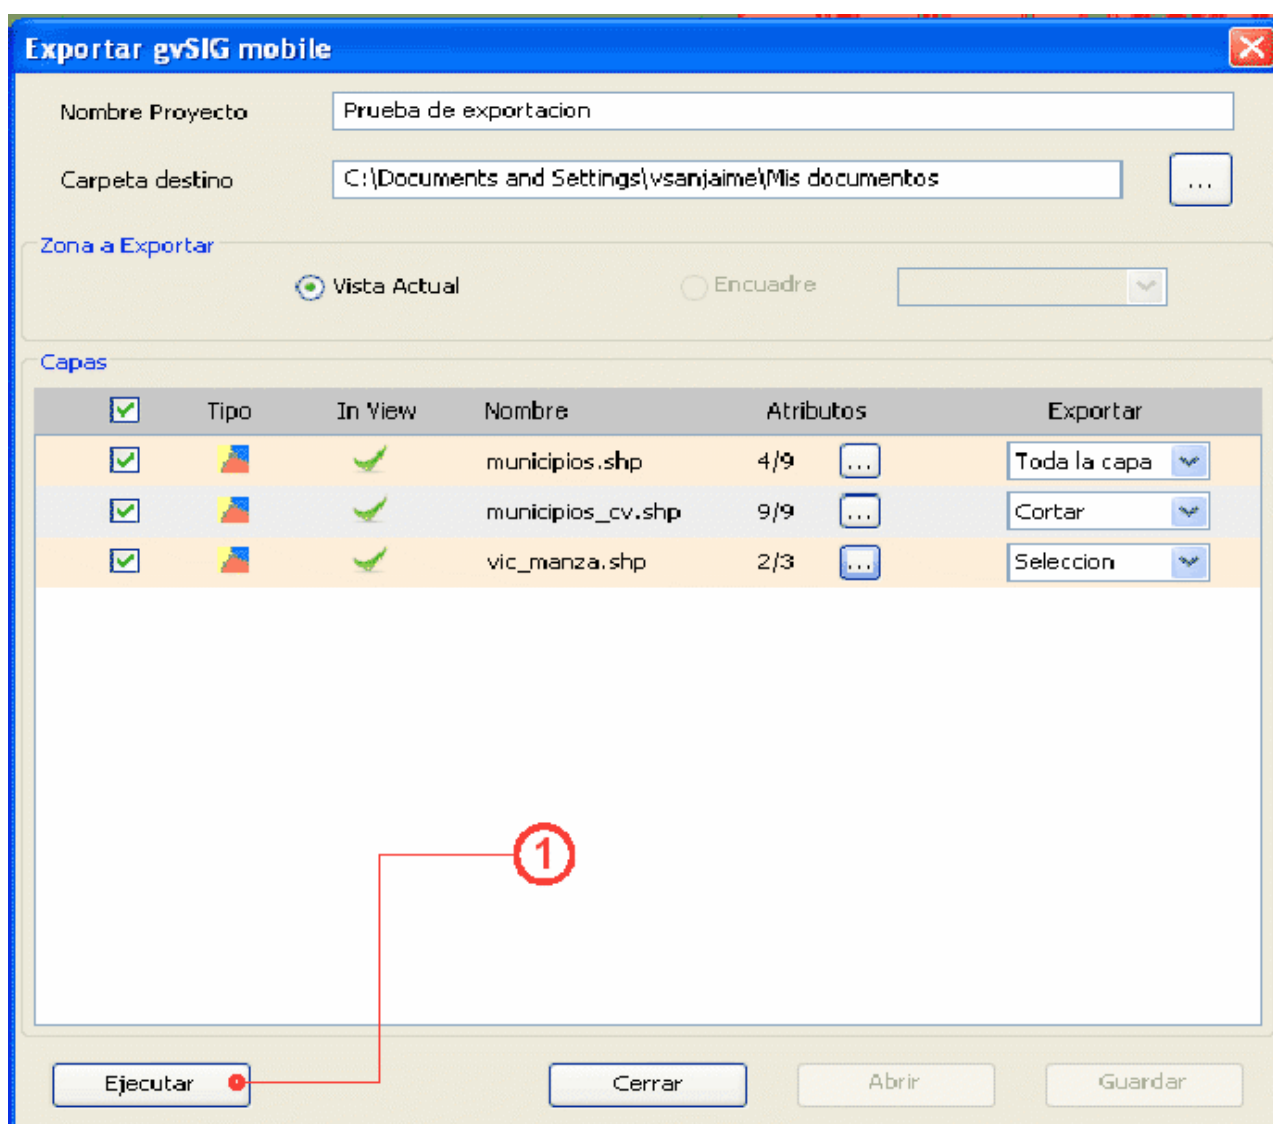 Exportar gvSIG mobile
Nombre Proyecto Prueba de exportacion
Carpeta destino C:\Documents and Settings\vsanjaime\Mis documentos ...
Zona a Exportar
Vista Actual Encuadre
Capas
Tipo In View Nombre Atributos Exportar
municipios.shp 4/9 ... Toda la capa
municipios_cv.shp 9/9 ... Cortar
vic_manza.shp 2/3 ... Seleccion
1
Ejecutar Cerrar Abrir Guardar